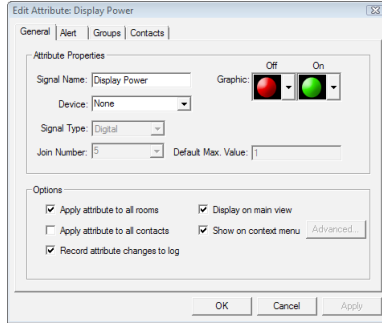 Edit Attribute: Display Power
General Alert Groups Contacts
Attribute Properties
Off On
Signal Name: Display Power Graphic:
Device: None
Signal Type: Digital
Join Number: 5 Default Max. Value: 1
Options
Apply attribute to all rooms Display on main view
Apply attribute to all contacts Show on context menu Advanced...
Record attribute changes to log
OK Cancel Apply